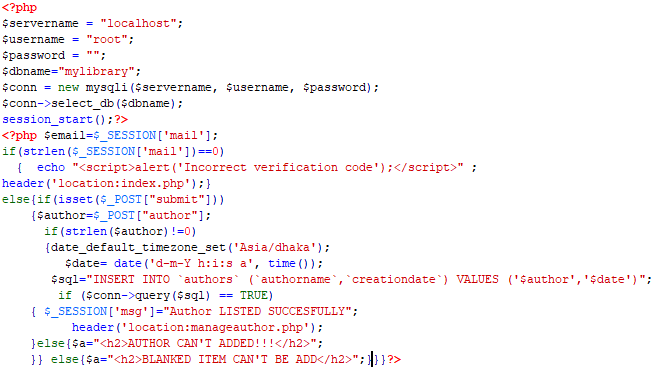 <?php
$servername = "localhost";
$username = "root";
$password = "";
$dbname="mylibrary";
$conn = new mysqli($servername, $username, $password);
$conn->select_db($dbname);
session_start();?>
<?php $email=$_SESSION['mail'];
if(strlen($_SESSION['mail'])==0)
{ echo "<script>alert('Incorrect verification code');</script>" ;
header('location:index.php');}
else{if(isset($_POST["submit"]))
{$author=$_POST["author"];
if(strlen($author)!=0)
{date_default_timezone_set('Asia/dhaka');
$date= date('d-m-Y h:i:s a', time());
$sql="INSERT INTO `authors` (`authorname`,`creationdate`) VALUES ('$author','$date')";
if ($conn->query($sql) == TRUE)
{ $_SESSION['msg']="Author LISTED SUCCESFULLY";
header('location:manageauthor.php');
}else{$a="<h2>AUTHOR CAN'T ADDED!!!</h2>";
}} else{$a="<h2>BLANKED ITEM CAN'T BE ADD</h2>";}}}?>